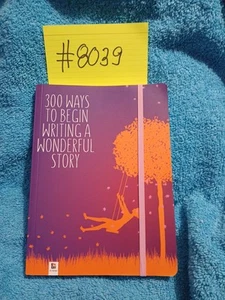 #8039
300 WAYS
TO BEGIN
WRITING A
WONDERFUL
STORY